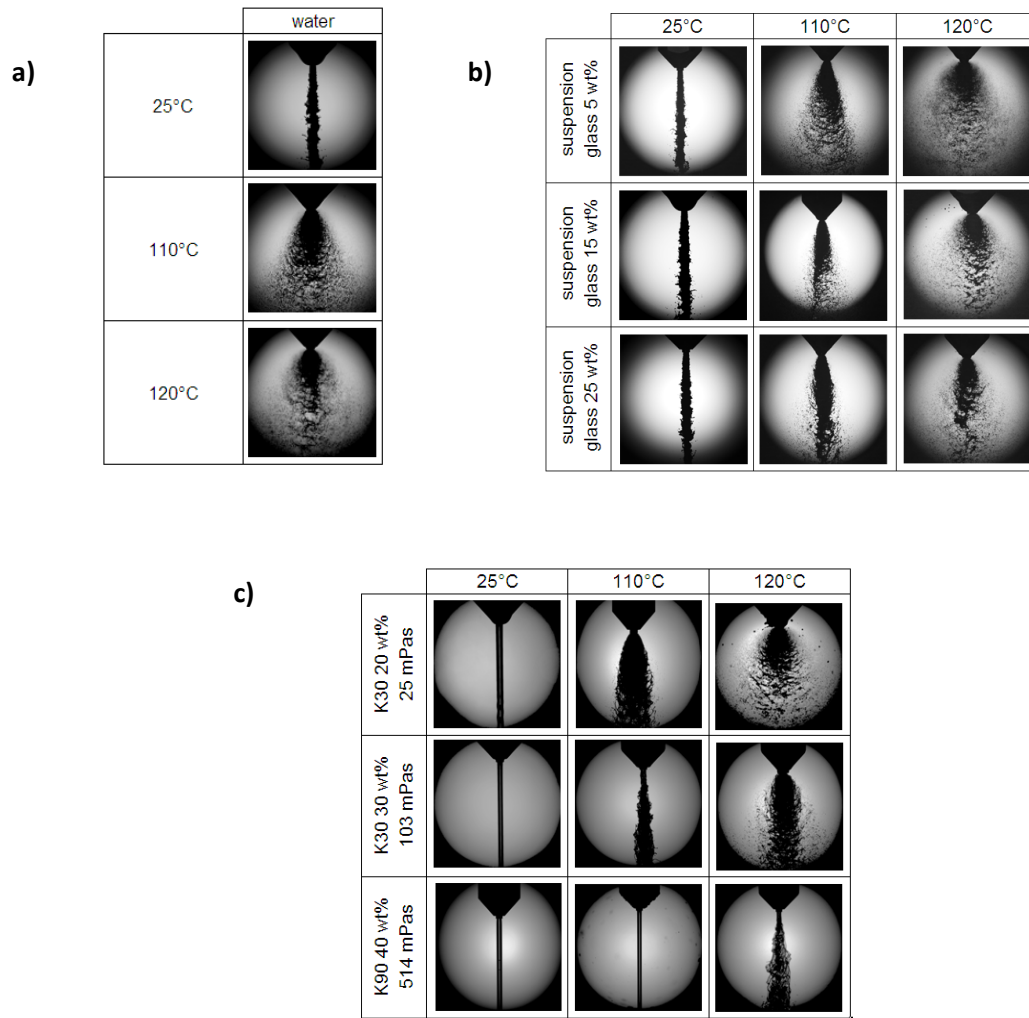 a)
water
25°C
110°C
120°C
b)
25°C
110°C
120°C
suspension
glass 5 wt%
suspension
glass 15 wt%
suspension
glass 25 wt%
c)
25°C
110°C
120°C
K30 20 wt%
25 mPas
K30 30 wt%
103 mPas
K90 40 wt%
514 mPas